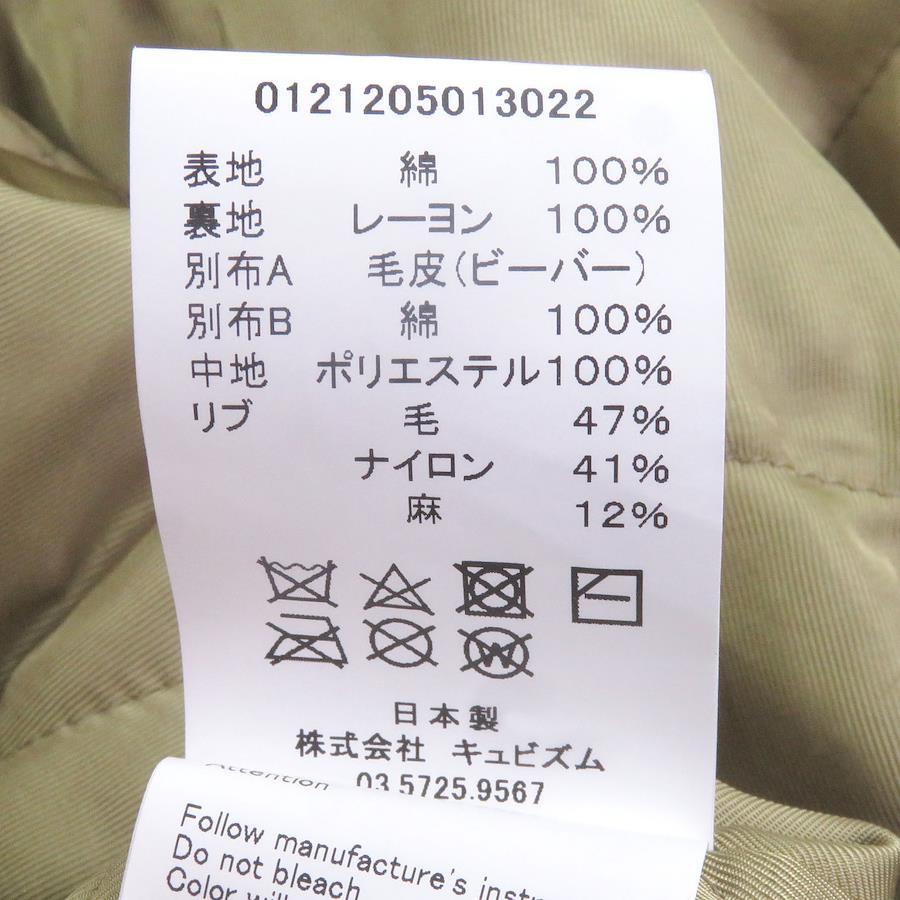 0121205013022
表地 綿 100%
裏地 レーヨン 100%
別布A 毛皮(ビーバー)
別布B 綿 100%
中地 ポリエステル100%
リブ 毛 47%
ナイロン 41%
麻 12%
W
日本製
株式会社 キュビズム
03.5725.9567
Attention
Follow manufacture's
Do not bleach
Color